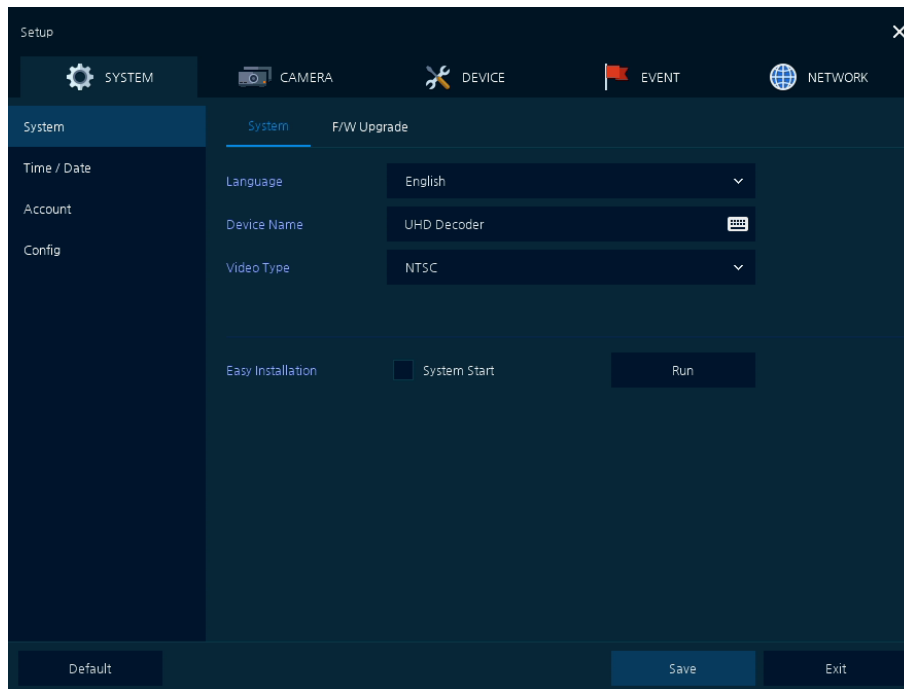 Setup
SYSTEM CAMERA DEVICE EVENT NETWORK
System
Time / Date
Account
Config
System F/W Upgrade
Language English
Device Name UHD Decoder
Video Type NTSC
Easy Installation System Start Run
Default Save Exit